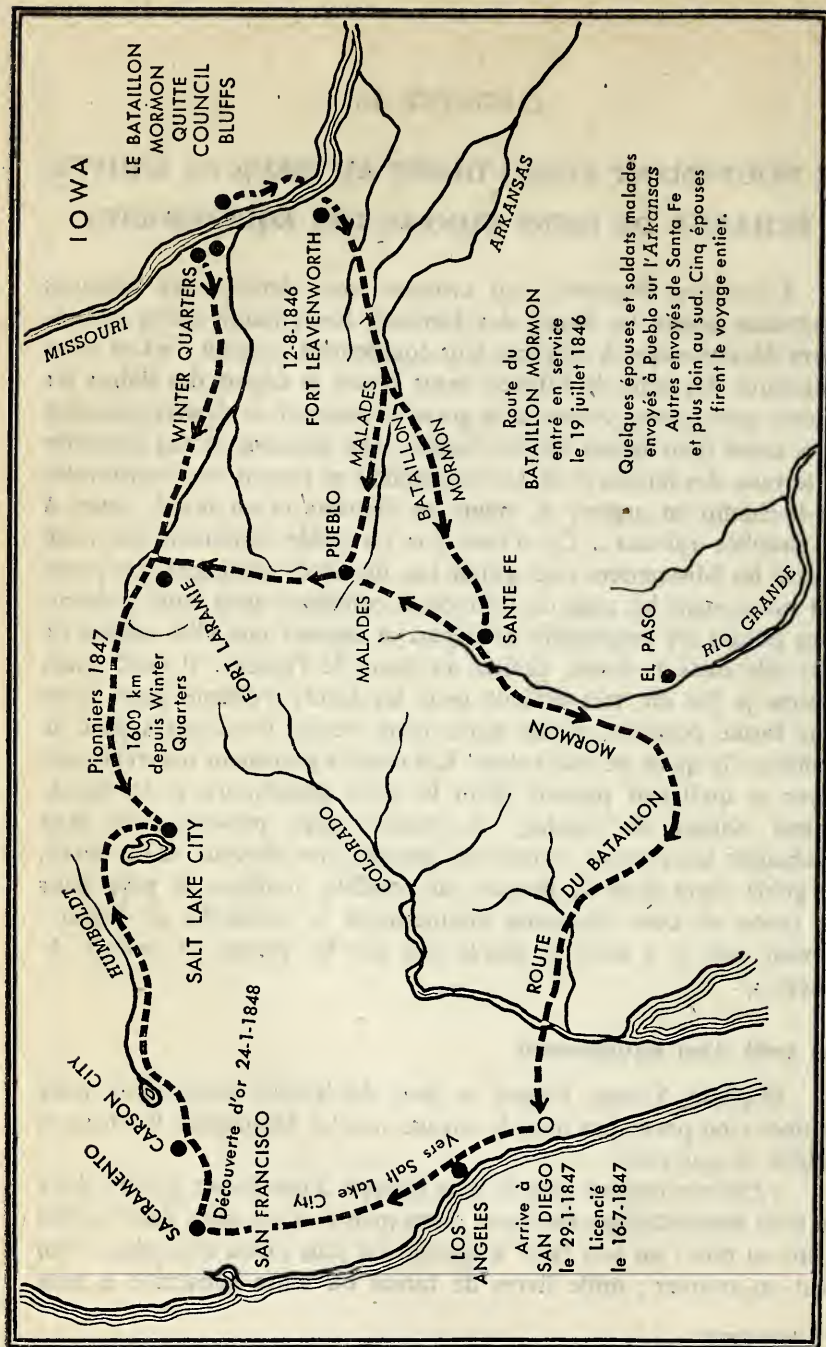 IOWA
LE BATAILLON
MORMON
QUITTE
COUNCIL
BLUFFS
MISSOURI
WINTER QUARTERS
12-8-1846
FORT LEAVENWORTH
ARKANSAS
MALADES
BATAILLON
MORMON
Route du
BATAILLON MORMON
entré en service
le 19 juillet 1846
Quelques épouses et soldats malades
envoyés à Pueblo sur l'Arkansas
Autres envoyés de Santa Fe
et plus loin au sud. Cinq épouses
firent le voyage entier.
Pionniers 1847
1600 km
depuis Winter
Quarters
FORT LARAMIE
PUEBLO
MALADES
SANTE FE
EL PASO
RIO GRANDE
MORMON
DU BATAILLON
ROUTE
COLORADO
SALT LAKE CITY
HUMBOLDT
CARSON CITY
SACRAMENTO
Découverte d'or 24-1-1848
SAN FRANCISCO
Vers Salt Lake City
LOS
ANGELES
Arrive à
SAN DIEGO
le 29-1-1847
Licencié
le 16-7-1847